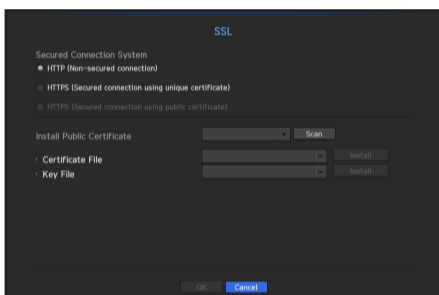 SSL
Secured Connection System
HTTP (Non-secured connection)
HTTPS (Secured connection using unique certificate)
HTTPS (Secured connection using public certificate)
Install Public Certificate
Scan
· Certificate File
Install
· Key File
Install
OK
Cancel